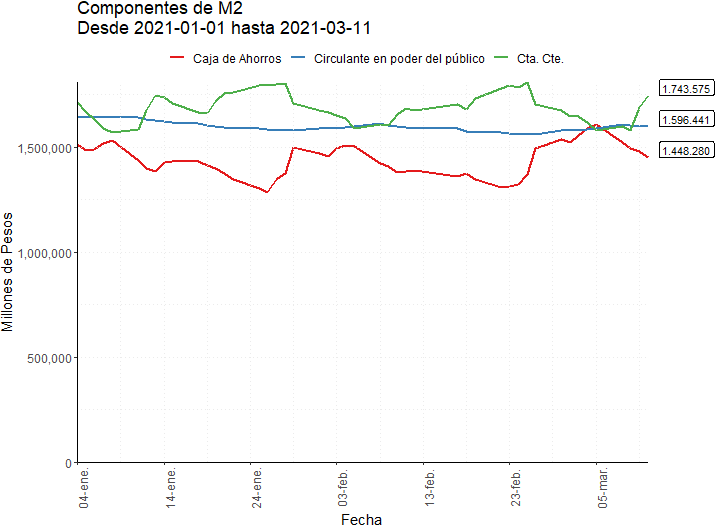 Componentes de M2
Desde 2021-01-01 hasta 2021-03-11
Caja de Ahorros Circulante en poder del público Cta. Cte.
1.743.575
1.596.441
1.448.280
Millones de Pesos
1,500,000
1,000,000
500,000
0
04-ene.
14-ene.
24-ene.
03-feb.
13-feb.
23-feb.
05-mar.
Fecha